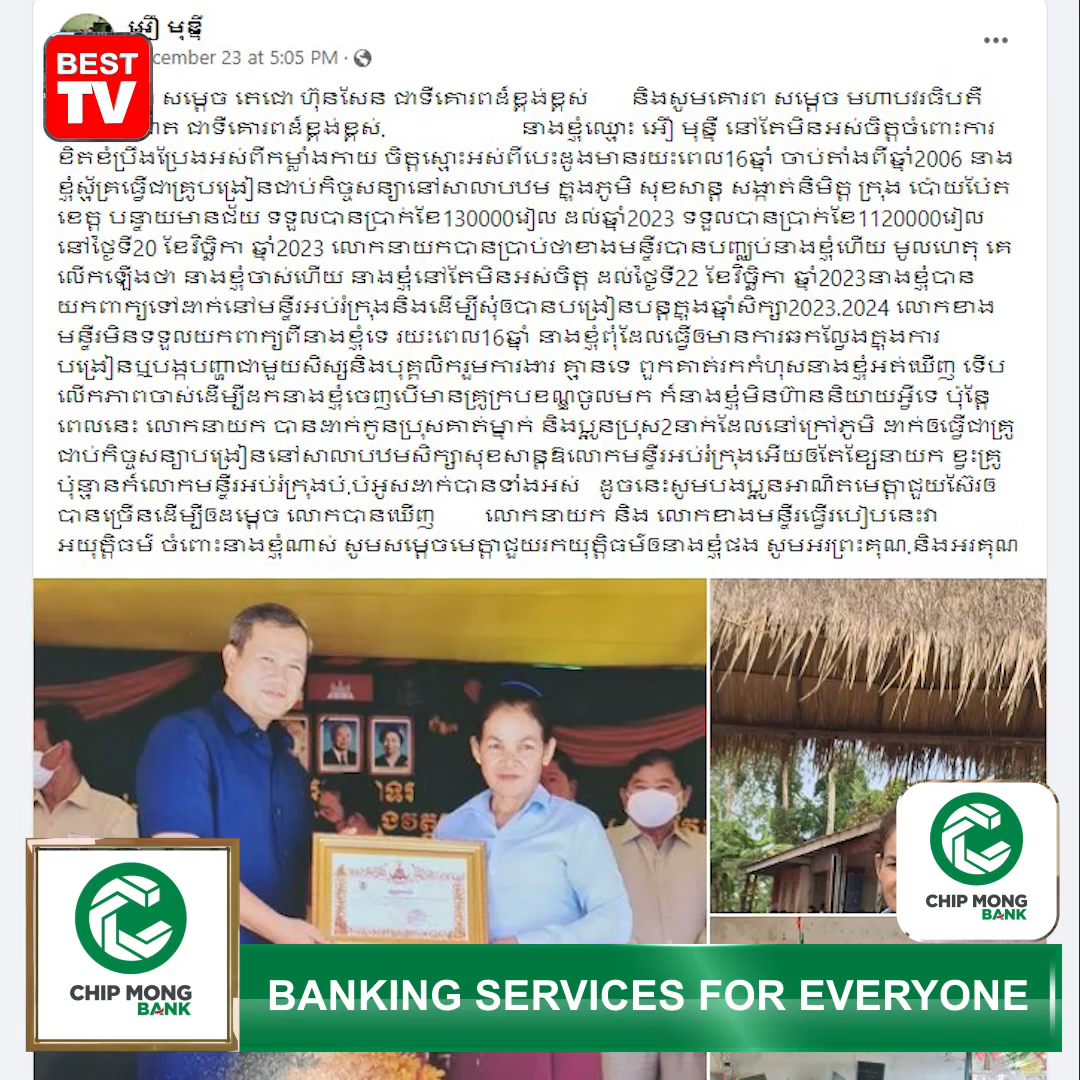 អឿ មុន្នី
cember 23 at 5:05 PM
BEST
TV
សម្តេច តេជោ ហ៊ុនសែន ជាទីគោរពដ៏ខ្ពង់ខ្ពស់ និងសូមគោរព សម្តេច មហាបវរធិបតី
ជាទីគោរពដ៏ខ្ពង់ខ្ពស់. នាងខ្ញុំឈ្មោះ អឿ មុន្នី នៅតែមិនអស់ចិត្តចំពោះការ
ខិតខំប្រឹងប្រែងអស់ពីកម្លាំងកាយ ចិត្តស្មោះអស់ពីបេះដូងមានរយះពេល16ឆ្នាំ ចាប់តាំងពីឆ្នាំ2006 នាង
ខ្ញុំស្ម័គ្រធ្វើជាគ្រូបង្រៀនជាប់កិច្ចសន្យានៅសាលាបឋម ក្នុងភូមិ សុខសាន្ត សង្កាត់និមិត្ត ក្រុង ប៉ោយប៉ែត
ខេត្ត បន្ទាយមានជ័យ ទទួលបានប្រាក់ខែ130000រៀល ដល់ឆ្នាំ2023 ទទួលបានប្រាក់ខែ1120000រៀល
នៅថ្ងៃទី20 ខែវិច្ឆិកា ឆ្នាំ2023 លោកនាយកបានប្រាប់ថាខាងមន្ទីរបានបញ្ឈប់នាងខ្ញុំហើយ មូលហេតុ គេ
លើកឡើងថា នាងខ្ញុំចាស់ហើយ នាងខ្ញុំនៅតែមិនអស់ចិត្ត ដល់ថ្ងៃទី22 ខែវិច្ឆិកា ឆ្នាំ2023នាងខ្ញុំបាន
យកពាក្យទៅដាក់នៅមន្ទីរអប់រំក្រុងនិងដើម្បីសុំឲបានបង្រៀនបន្តក្នុងឆ្នាំសិក្សា2023.2024 លោកខាង
មន្ទីរមិនទទួលយកពាក្យពីនាងខ្ញុំទេ រយះពេល16ឆ្នាំ នាងខ្ញុំពុំដែលធ្វើឲមានការឆកល្វែងក្នុងការ
បង្រៀនឬបង្កបញ្ហាជាមួយសិស្យនិងបុគ្គលិករួមការងារ គ្មានទេ ពួកគាត់រកកំហុសនាងខ្ញុំអត់ឃើញ ទើប
លើកភាពចាស់ដើម្បីដកនាងខ្ញុំចេញបើមានគ្រូក្របខណ្ឌចូលមក ក៏នាងខ្ញុំមិនហ៊ាននិយាយអ្វីទេ ប៉ុន្តែ
ពេលនេះ លោកនាយក បានដាក់កូនប្រុសគាត់ម្នាក់ និងប្អូនប្រុស2នាក់ដែលនៅក្រៅភូមិ ដាក់ឲធ្វើជាគ្រូ
ជាប់កិច្ចសន្យាបង្រៀននៅសាលាបឋមសិក្សាសុខសាន្តឱលោកមន្ទីរអប់រំក្រុងអើយឲតែខ្សែនាយក ខ្វះគ្រូ
ប៉ុន្មានក៏លោកមន្ទីរអប់រំក្រុងប៉.ប៉អូសដាក់បានទាំងអស់ ដូចនេះសូមបងប្អូនអាណិតមេត្តាជួយស៊ែរឲ
បានច្រើនដើម្បីឲដម្តេច លោកបានឃើញ លោកនាយក និង លោកខាងមន្ទីរធ្វើរបៀបនេះវា
អយុត្តិធម៌ ចំពោះនាងខ្ញុំណាស់ សូមសម្តេចមេត្តាជួយរកយុត្តិធម៌ឲនាងខ្ញុំផង សូមអរព្រះគុណ.និងអរគុណ
CHIP MONG
BANK
CHIP MONG
BANK
BANKING SERVICES FOR EVERYONE